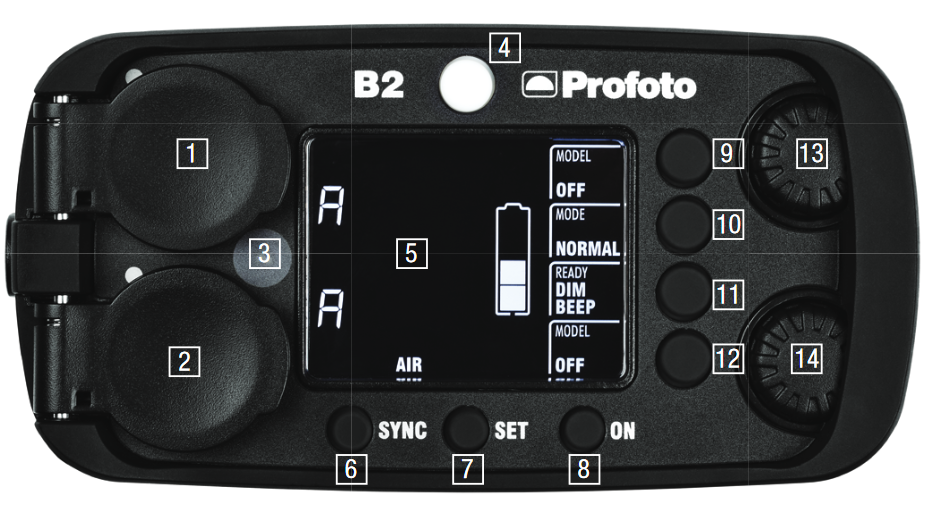 4
B2 Profoto
1
9
13
MODEL
OFF
A
MODE
NORMAL
10
3
5
READY
DIM
BEEP
11
A
2
MODEL
OFF
12
14
AIR
SYNC SET ON
6 7 8